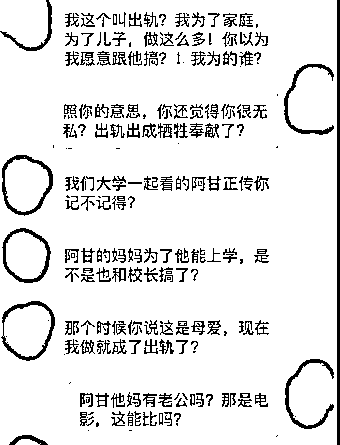 我这个叫出轨？我为了家庭，
为了儿子，做这么多！你以为
我愿意跟他搞？！我为的谁？
照你的意思，你还觉得你很无
私？出轨出成牺牲奉献了？
我们大学一起看的阿甘正传你
记不记得？
阿甘的妈妈为了他能上学，是
不是也和校长搞了？
那个时候你说这是母爱，现在
我做就成了出轨了？
阿甘他妈有老公吗？那是电
影，这能比吗？